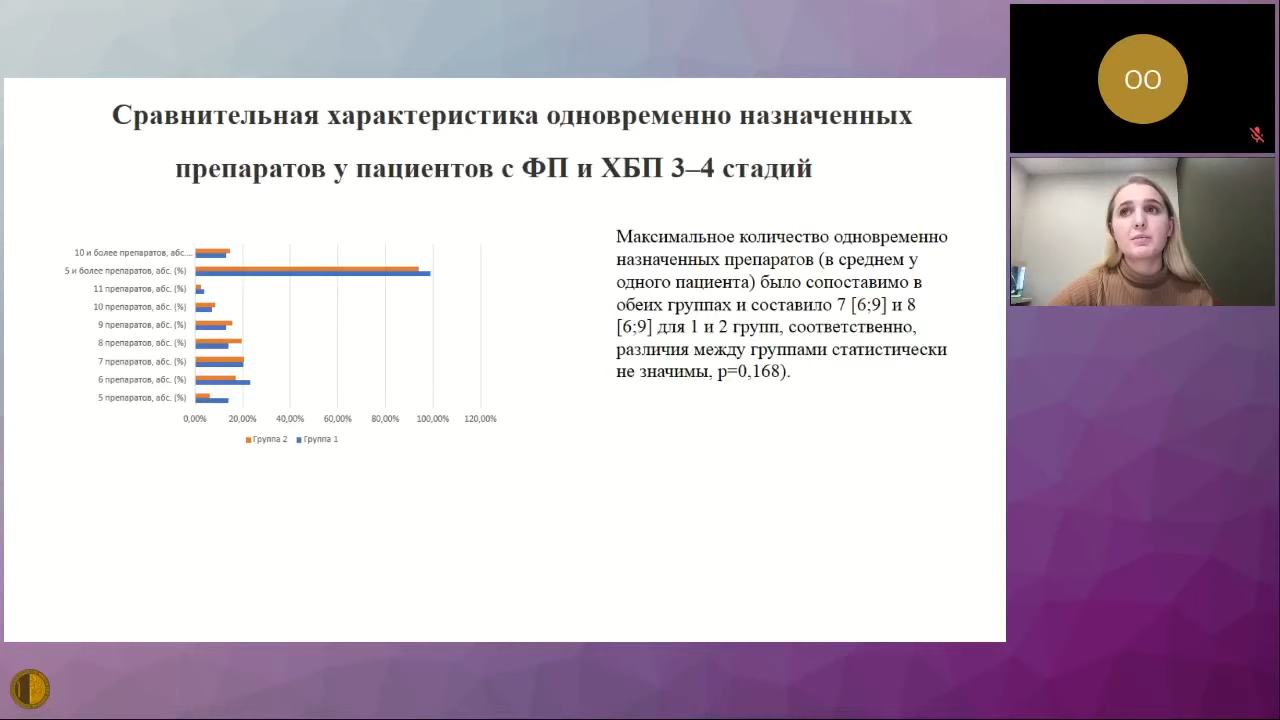 Сравнительная характеристика одновременно назначенных
препаратов у пациентов с ФП и ХБП 3–4 стадий
10 и более препаратов, абс....
5 и более препаратов, абс. (%)
11 препаратов, абс. (%)
10 препаратов, абс. (%)
9 препаратов, абс. (%)
8 препаратов, абс. (%)
7 препаратов, абс. (%)
6 препаратов, абс. (%)
5 препаратов, абс. (%)
0,00% 20,00% 40,00% 60,00% 80,00% 100,00% 120,00%
Группа 2 Группа 1
Максимальное количество одновременно
назначенных препаратов (в среднем у
одного пациента) было сопоставимо в
обеих группах и составило 7 [6;9] и 8
[6;9] для 1 и 2 групп, соответственно,
различия между группами статистически
не значимы, p=0,168).
OO